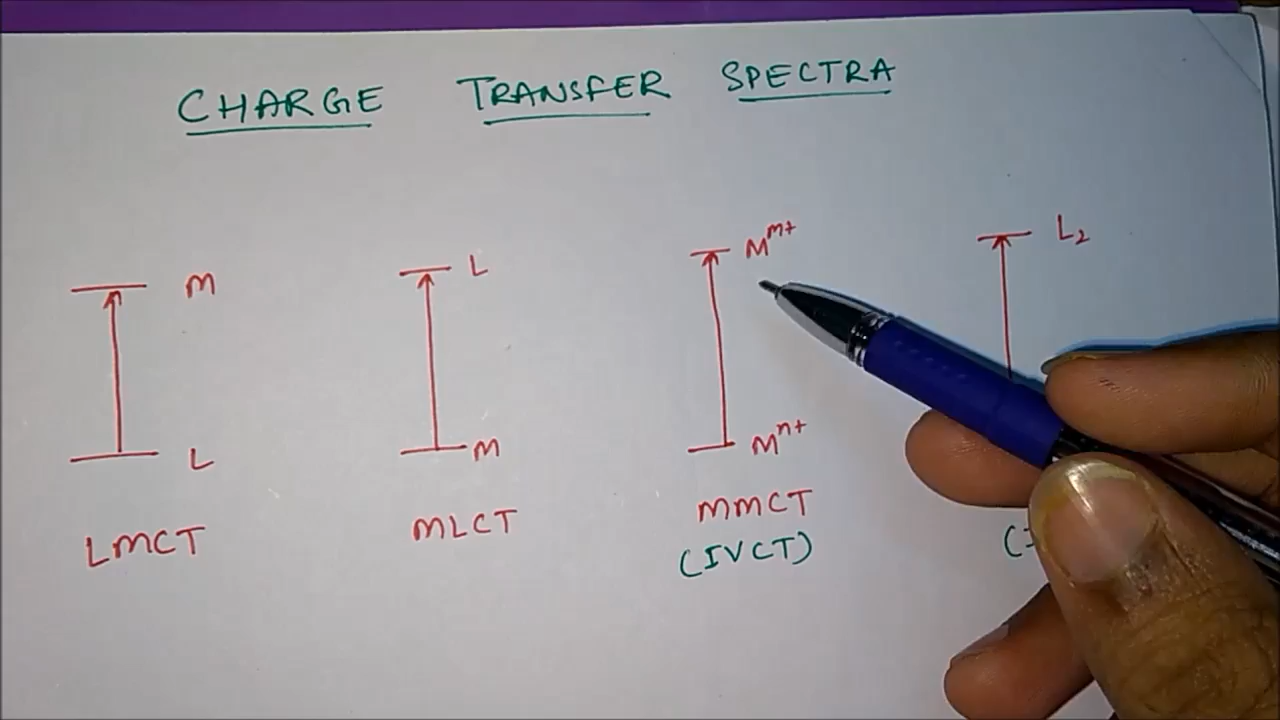 CHARGE TRANSFER SPECTRA
M
L
LMCT
L
M
MLCT
M^m+
M^n+
MMCT
(IVCT)
L₂